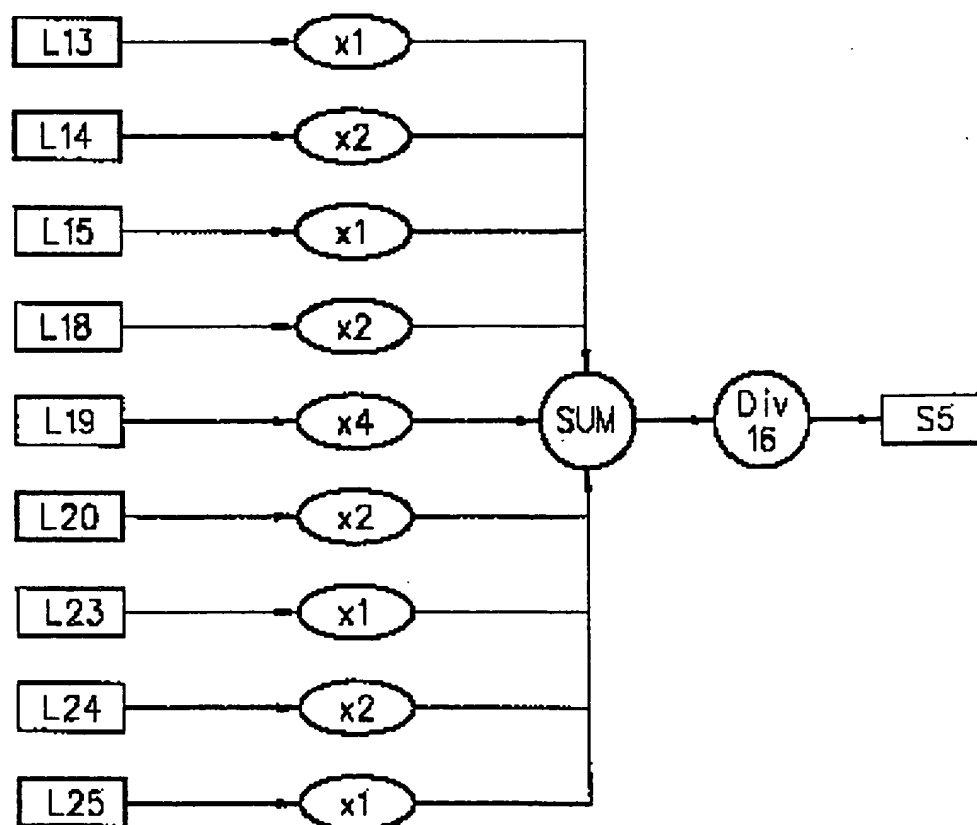 L13 x1
L14 x2
L15 x1
L18 x2
L19 x4 SUM Div 16 S5
L20 x2
L23 x1
L24 x2
L25 x1